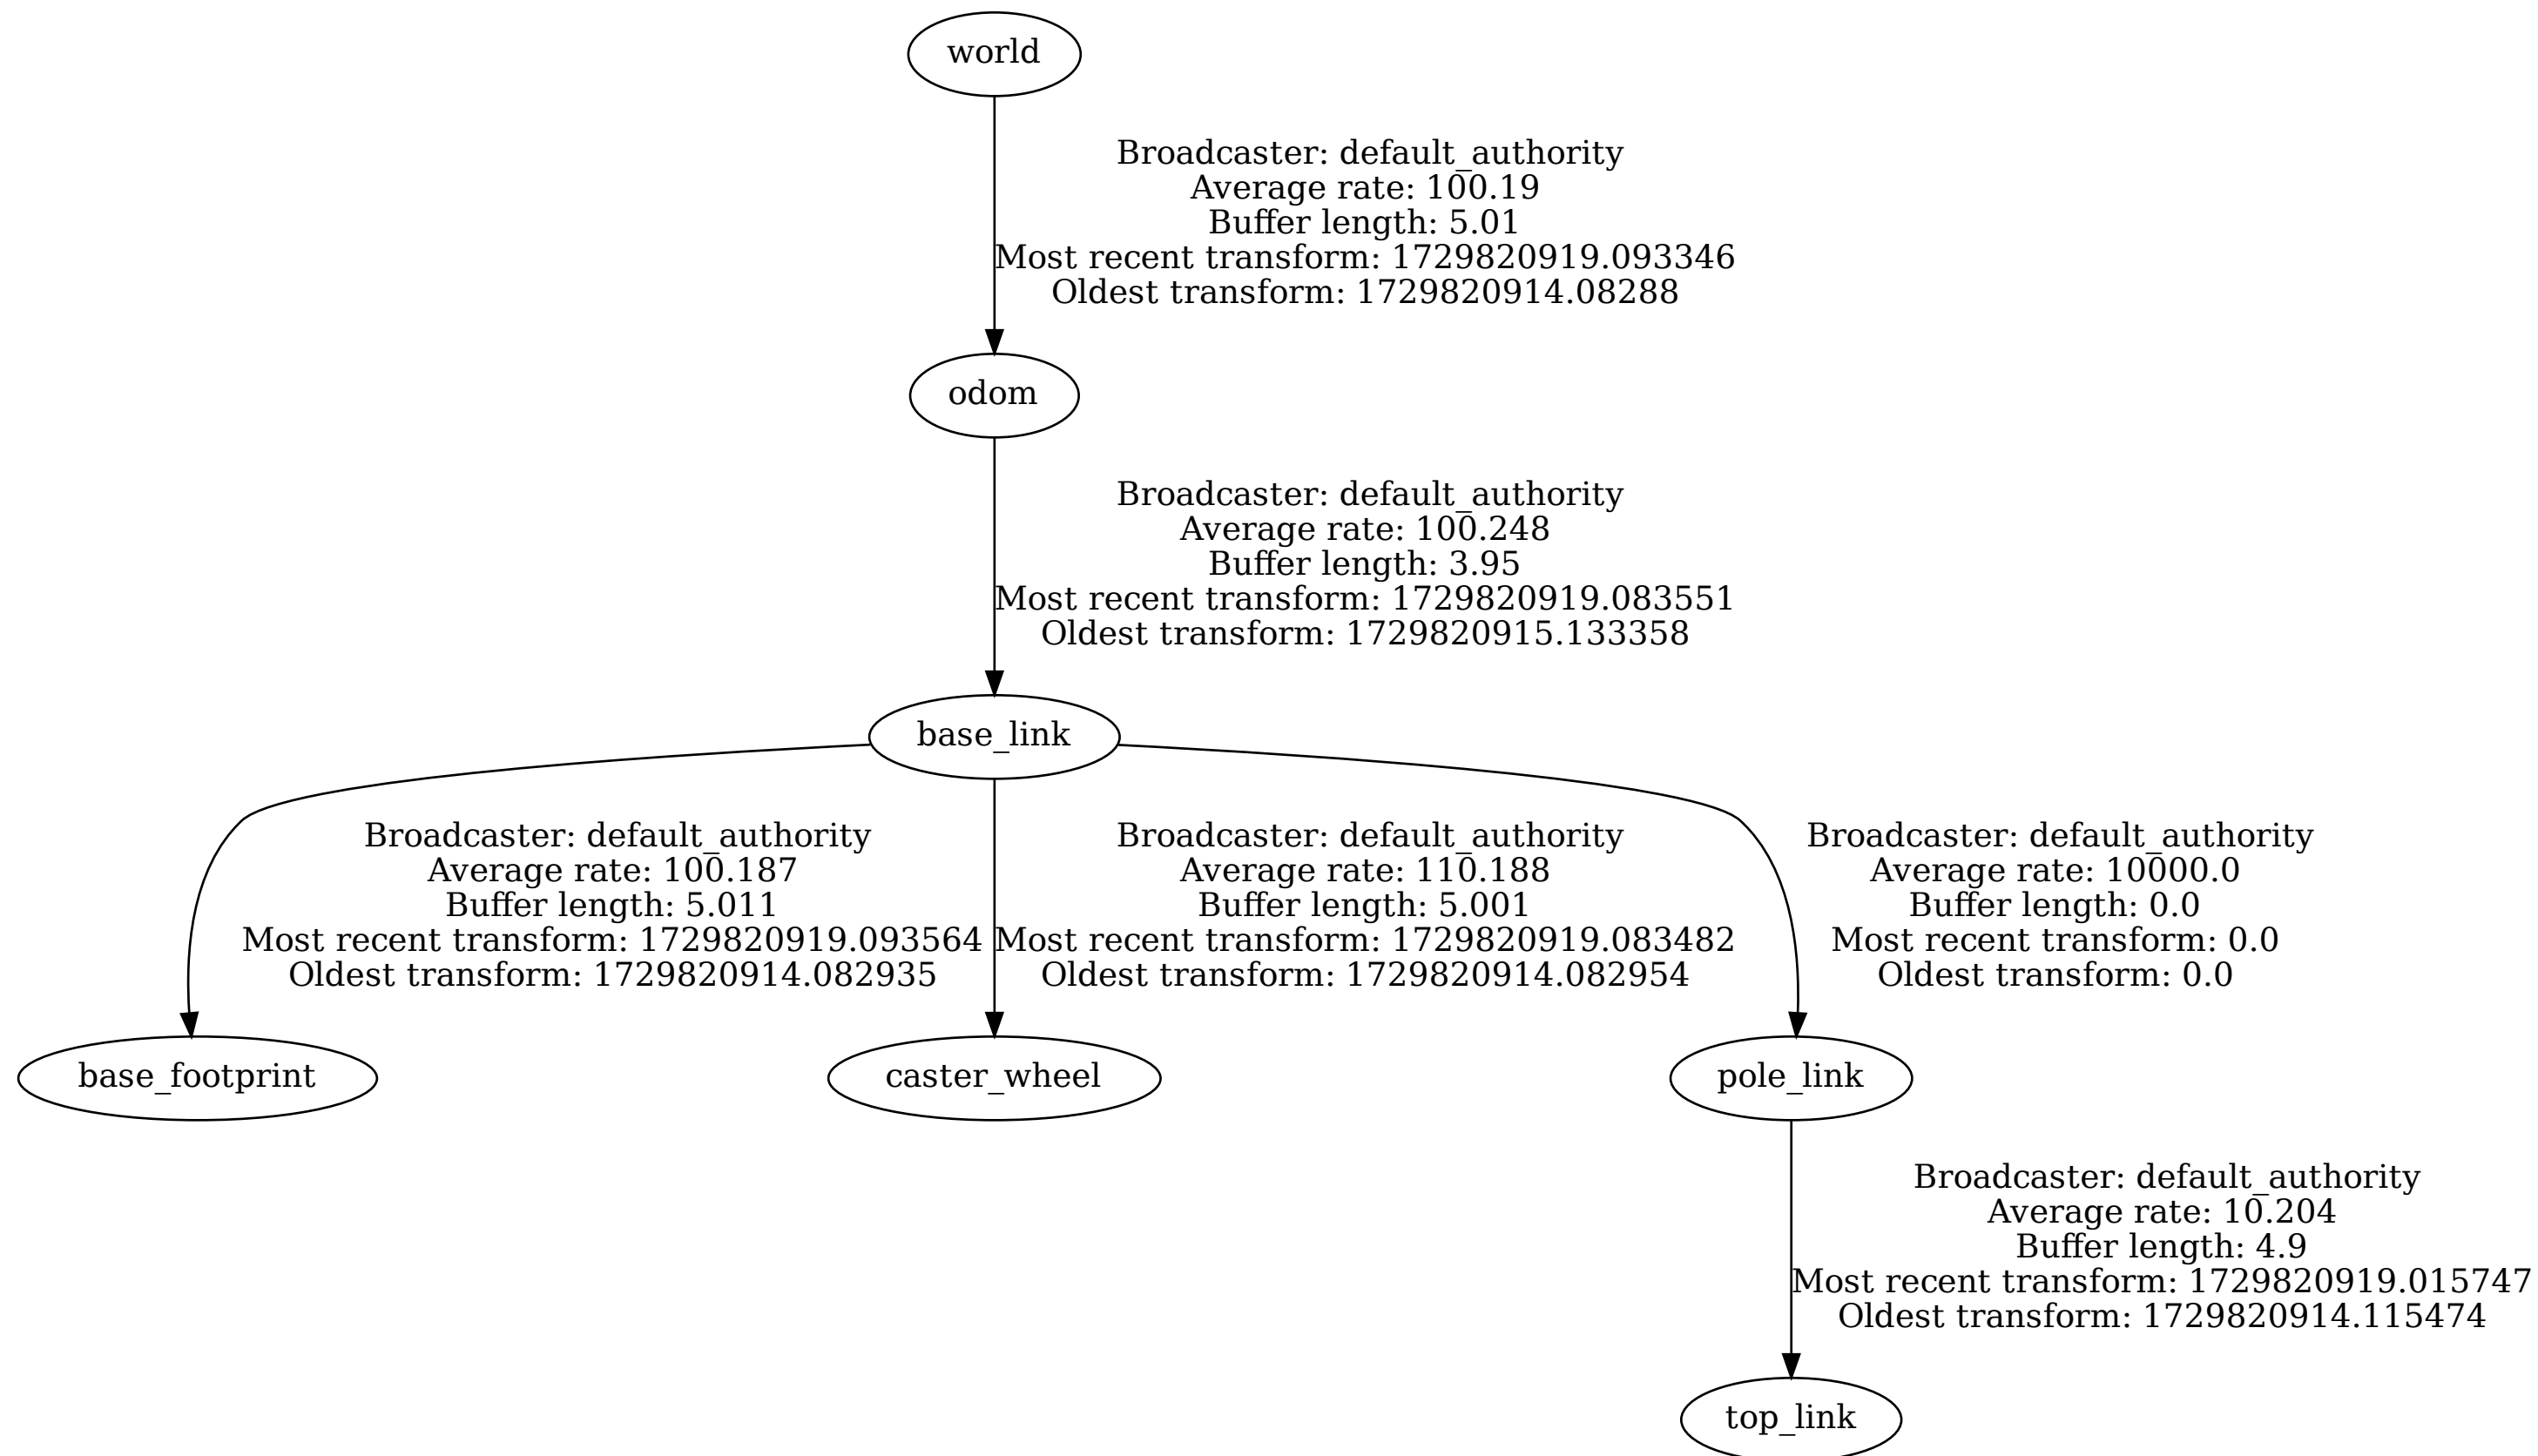 world
Broadcaster: default_authority
Average rate: 100.19
Buffer length: 5.01
Most recent transform: 1729820919.093346
Oldest transform: 1729820914.08288
odom
Broadcaster: default_authority
Average rate: 100.248
Buffer length: 3.95
Most recent transform: 1729820919.083551
Oldest transform: 1729820915.133358
base_link
Broadcaster: default_authority
Average rate: 100.187
Buffer length: 5.011
Most recent transform: 1729820919.093564
Oldest transform: 1729820914.082935
Broadcaster: default_authority
Average rate: 110.188
Buffer length: 5.001
Most recent transform: 1729820919.083482
Oldest transform: 1729820914.082954
Broadcaster: default_authority
Average rate: 10000.0
Buffer length: 0.0
Most recent transform: 0.0
Oldest transform: 0.0
base_footprint
caster_wheel
pole_link
Broadcaster: default_authority
Average rate: 10.204
Buffer length: 4.9
Most recent transform: 1729820919.015747
Oldest transform: 1729820914.115474
top_link